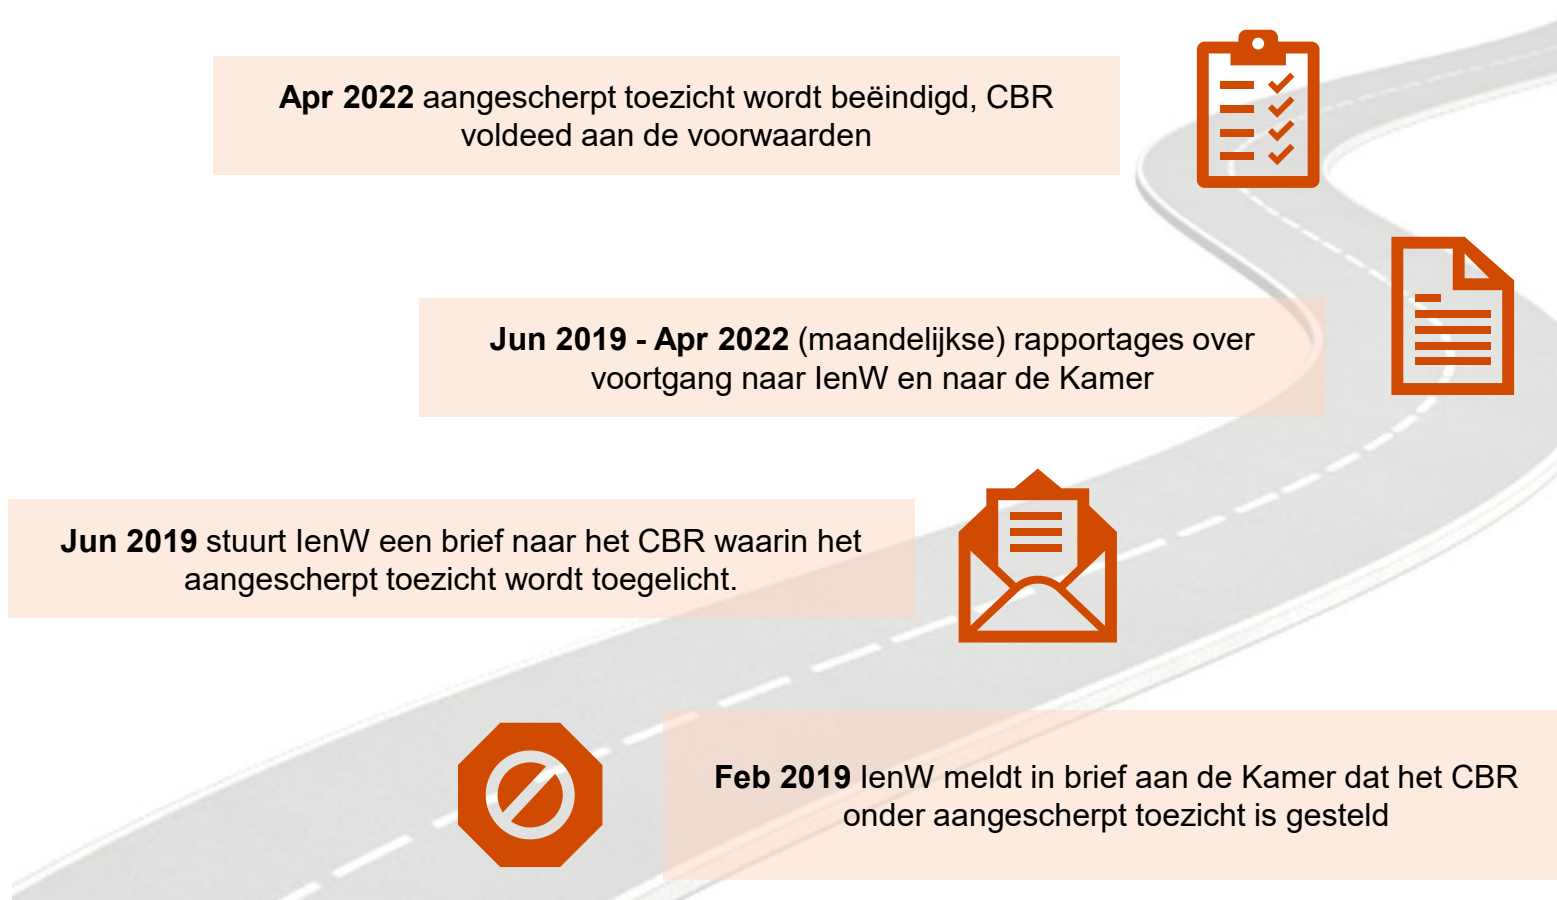 Apr 2022 aangescherpt toezicht wordt beëindigd, CBR
voldeed aan de voorwaarden
Jun 2019 - Apr 2022 (maandelijkse) rapportages over
voortgang naar IenW en naar de Kamer
Jun 2019 stuurt IenW een brief naar het CBR waarin het
aangescherpt toezicht wordt toegelicht.
Feb 2019 IenW meldt in brief aan de Kamer dat het CBR
onder aangescherpt toezicht is gesteld